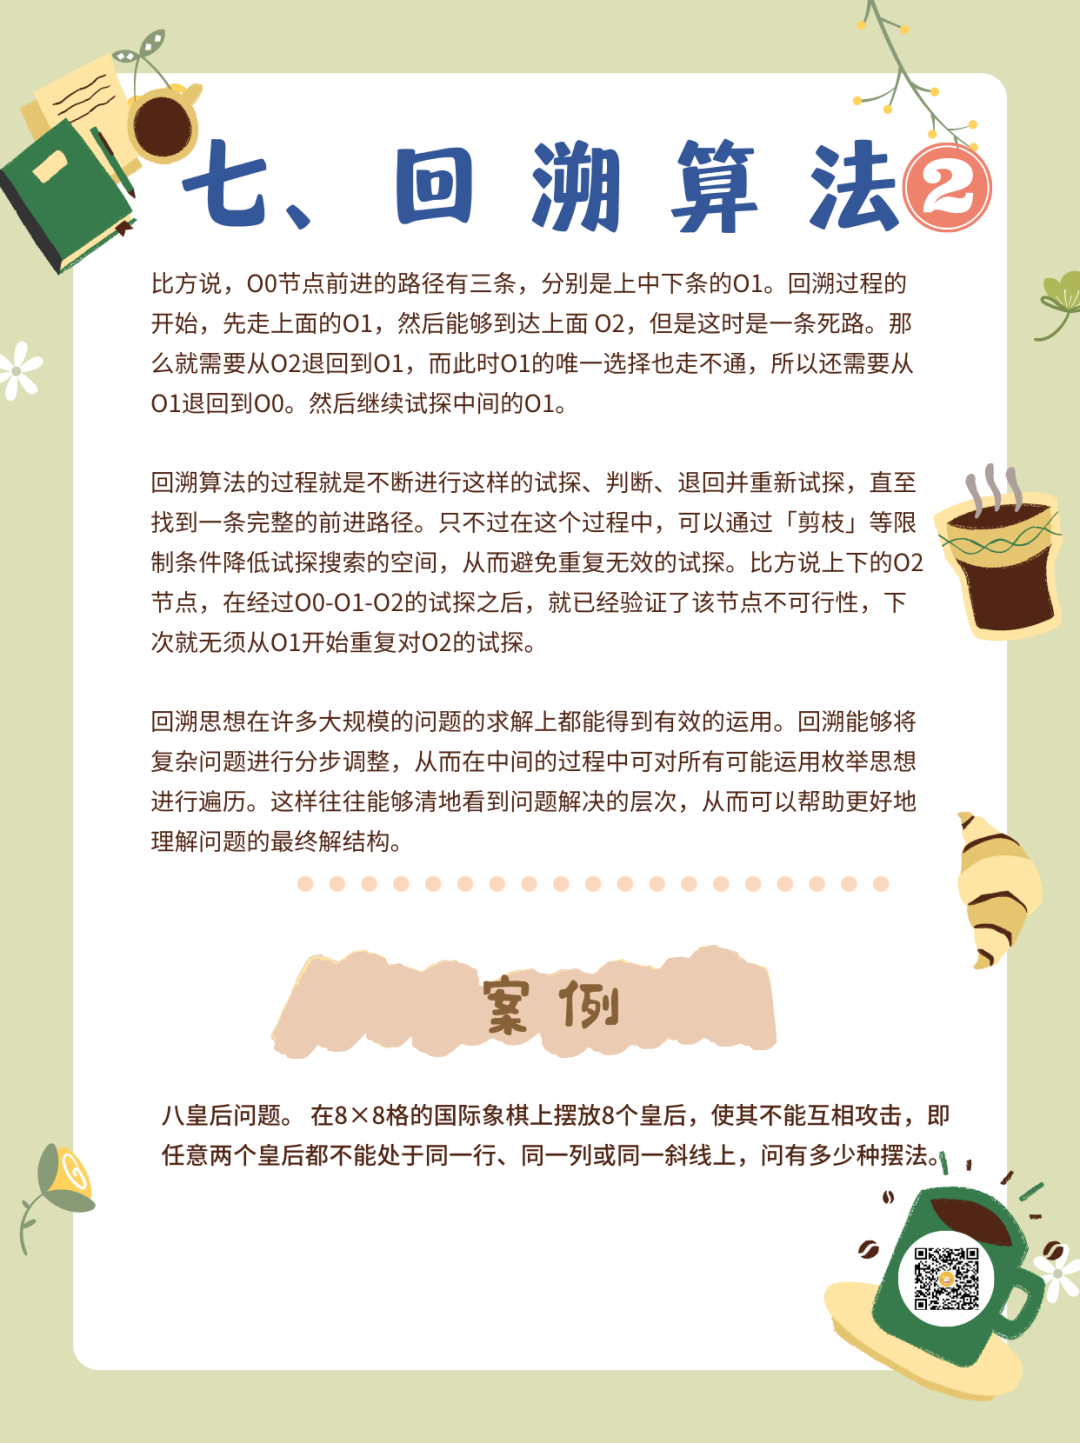 七、回溯算法2
比方说，O0节点前进的路径有三条，分别是上中下条的O1。回溯过程的
开始，先走上面的O1，然后能够到达上面 O2，但是这时是一条死路。那
么就需要从O2退回到O1，而此时O1的唯一选择也走不通，所以还需要从
O1退回到O0。然后继续试探中间的O1。
回溯算法的过程就是不断进行这样的试探、判断、退回并重新试探，直至
找到一条完整的前进路径。只不过在这个过程中，可以通过「剪枝」等限
制条件降低试探搜索的空间，从而避免重复无效的试探。比方说上下的O2
节点，在经过O0-O1-O2的试探之后，就已经验证了该节点不可行性，下
次就无须从O1开始重复对O2的试探。
回溯思想在许多大规模的问题的求解上都能得到有效的运用。回溯能够将
复杂问题进行分步调整，从而在中间的过程中可对所有可能运用枚举思想
进行遍历。这样往往能够清地看到问题解决的层次，从而可以帮助更好地
理解问题的最终解结构。
案例
八皇后问题。 在8×8格的国际象棋上摆放8个皇后，使其不能互相攻击，即
任意两个皇后都不能处于同一行、同一列或同一斜线上，问有多少种摆法。